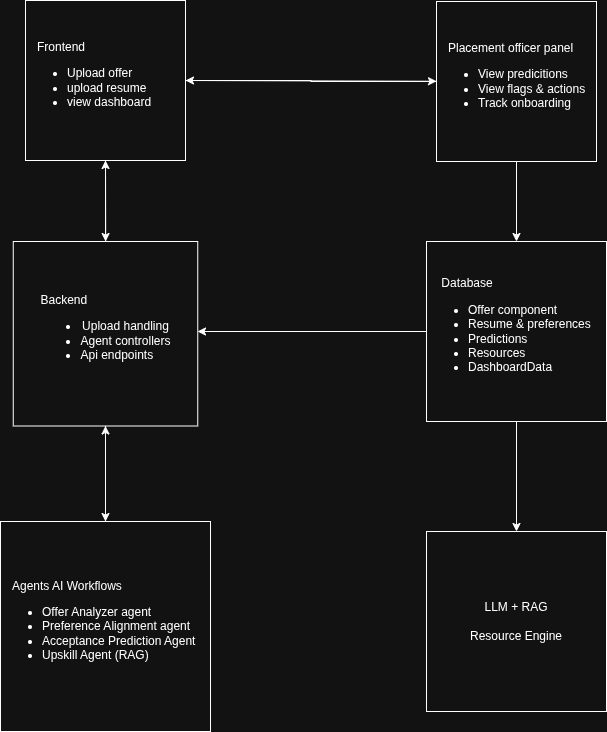 Frontend
Upload offer
upload resume
view dashboard
Placement officer panel
View predicitions
View flags & actions
Track onboarding
Backend
Upload handling
Agent controllers
Api endpoints
Database
Offer component
Resume & preferences
Predictions
Resources
DashboardData
Agents AI Workflows
Offer Analyzer agent
Preference Alignment agent
Acceptance Prediction Agent
Upskill Agent (RAG)
LLM + RAG
Resource Engine